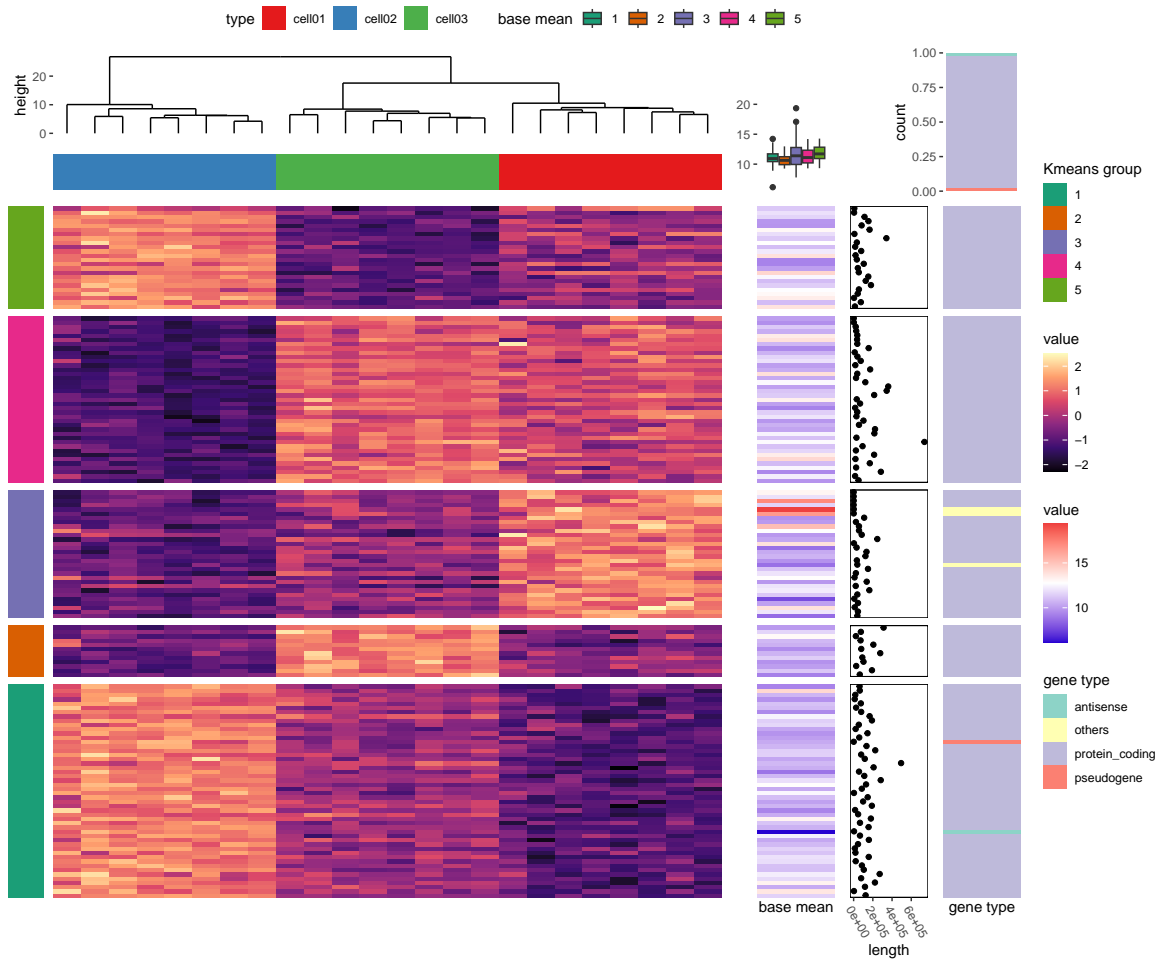 type cell01 cell02 cell03 base mean 1 2 3 4 5
height
20
10
0
20
15
10
count
1.00
0.75
0.50
0.25
0.00
Kmeans group
1
2
3
4
5
value
2
1
0
−1
−2
value
15
10
gene type
antisense
others
protein_coding
pseudogene
base mean
0e+00
2e+05
4e+05
6e+05
length
gene type